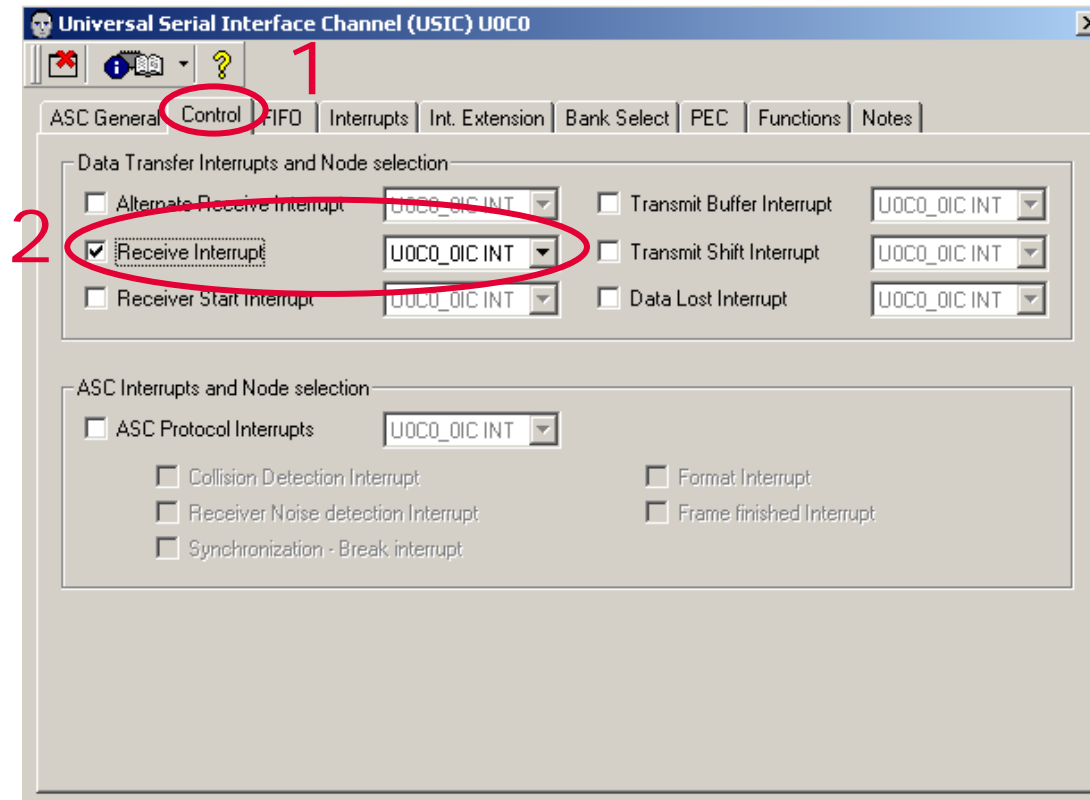 Universal Serial Interface Channel (USIC) U0C0
1
ASC General Control FIFO Interrupts Int. Extension Bank Select PEC Functions Notes
Data Transfer Interrupts and Node selection
Alternate Receive Interrupt U0C0_0IC INT Transmit Buffer Interrupt U0C0_0IC INT
2
Receive Interrupt U0C0_0IC INT Transmit Shift Interrupt U0C0_0IC INT
Receiver Start Interrupt U0C0_0IC INT Data Lost Interrupt U0C0_0IC INT
ASC Interrupts and Node selection
ASC Protocol Interrupts U0C0_0IC INT
Collision Detection Interrupt Format Interrupt
Receiver Noise detection Interrupt Frame finished Interrupt
Synchronization - Break interrupt